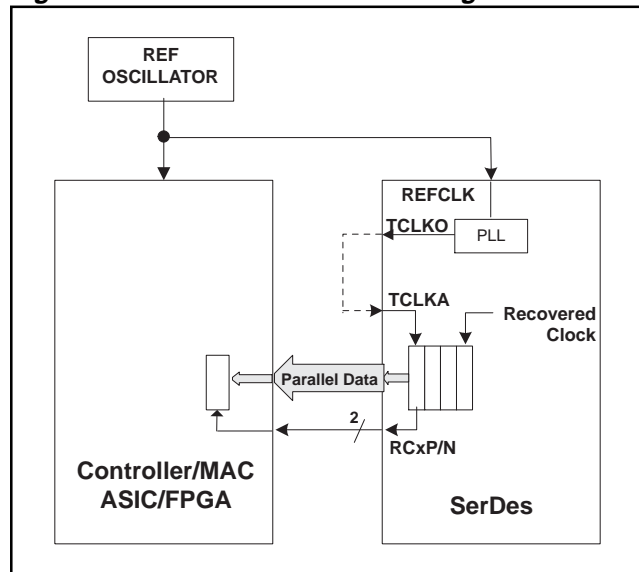 REF
OSCILLATOR
REFCLK
TCLKO
PLL
TCLKA
Recovered
Clock
Parallel Data
2
RCxP/N
Controller/MAC
ASIC/FPGA
SerDes